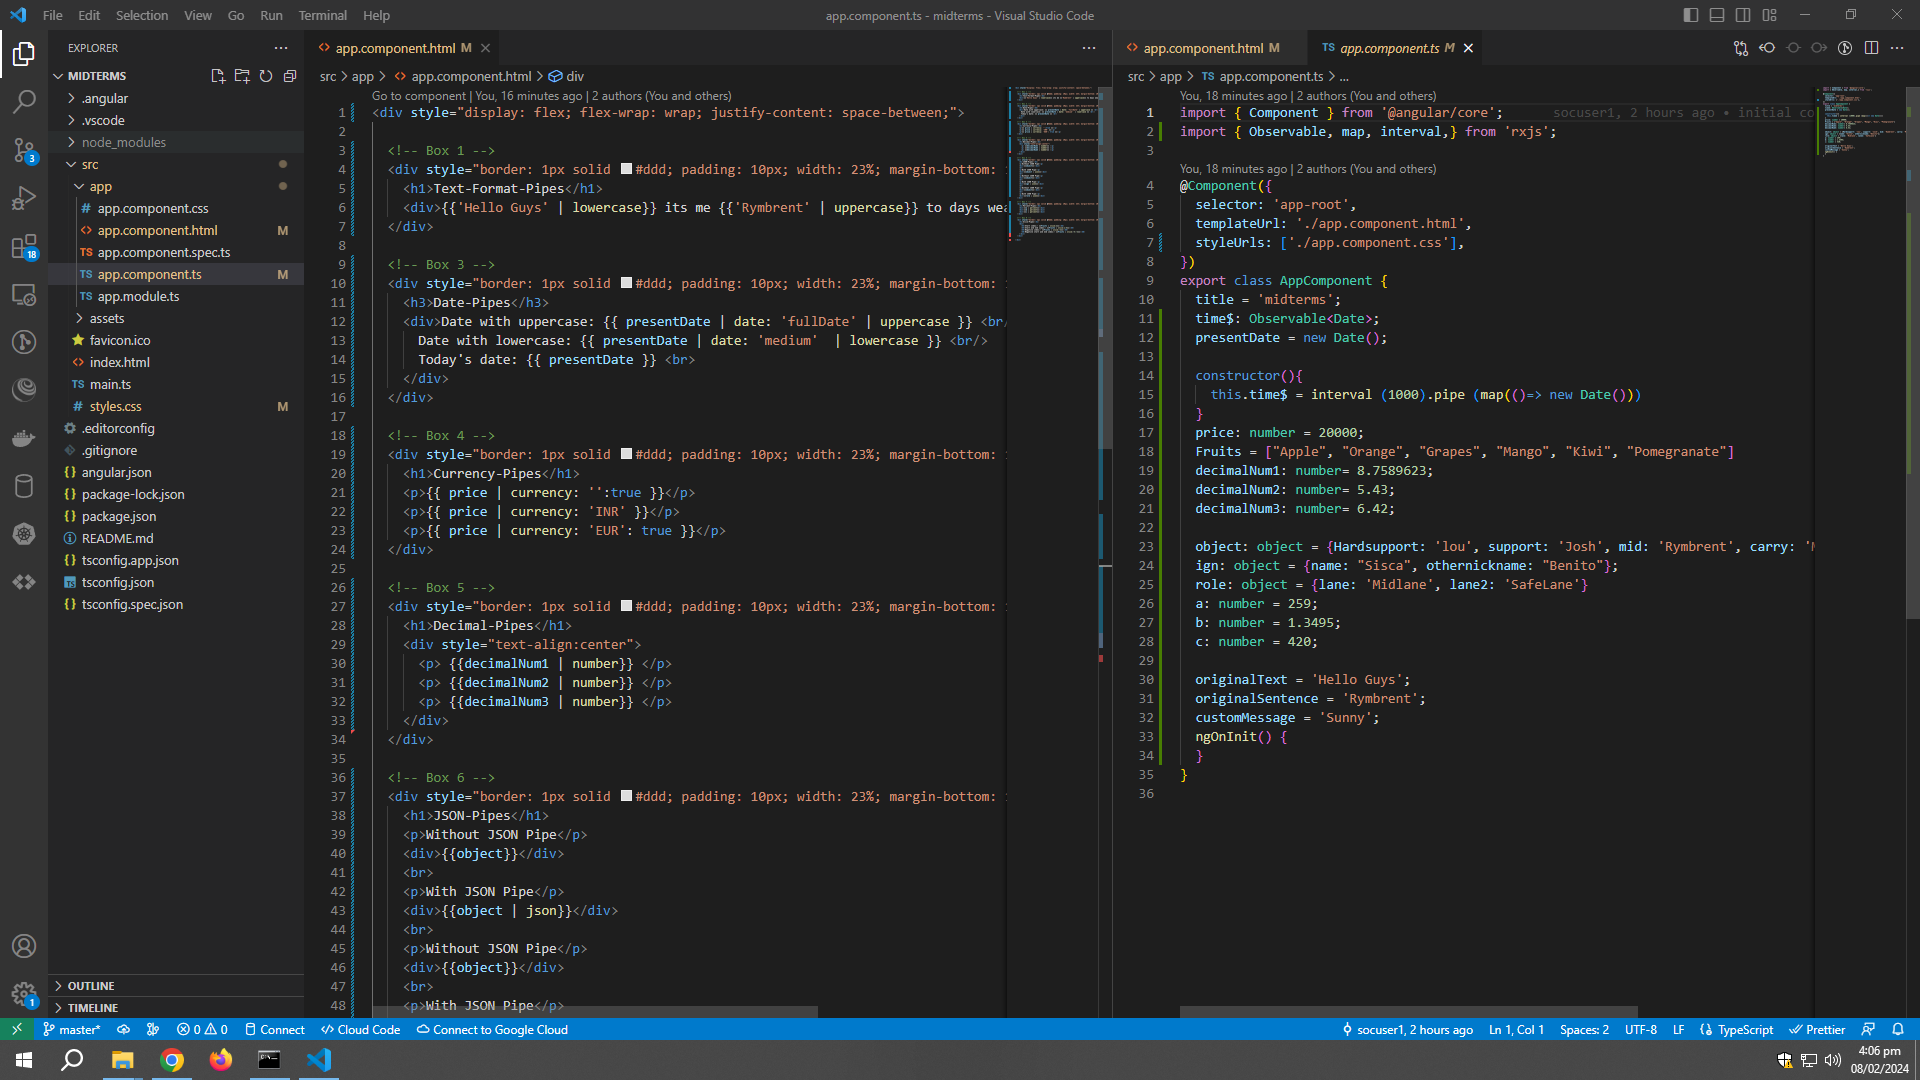 File Edit Selection View Go Run Terminal Help
app.component.ts - midterms - Visual Studio Code
EXPLORER
MIDTERMS
.angular
.vscode
node_modules
src
app
app.component.css
app.component.html M
app.component.spec.ts
app.component.ts M
app.module.ts
assets
favicon.ico
index.html
main.ts
styles.css M
.editorconfig
.gitignore
angular.json
package-lock.json
package.json
README.md
tsconfig.app.json
tsconfig.json
tsconfig.spec.json
OUTLINE
TIMELINE
3
18
1
app.component.html M
src > app > app.component.html > div
Go to component | You, 16 minutes ago | 2 authors (You and others)
1 <div style="display: flex; flex-wrap: wrap; justify-content: space-between;">
2
3 <!-- Box 1 -->
4 <div style="border: 1px solid #ddd; padding: 10px; width: 23%; margin-bottom:
5 <h1>Text-Format-Pipes</h1>
6 <div>{{'Hello Guys' | lowercase}} its me {{'Rymbrent' | uppercase}} to days wea
7 </div>
8
9 <!-- Box 3 -->
10 <div style="border: 1px solid #ddd; padding: 10px; width: 23%; margin-bottom:
11 <h3>Date-Pipes</h3>
12 <div>Date with uppercase: {{ presentDate | date: 'fullDate' | uppercase }} <br/
13 Date with lowercase: {{ presentDate | date: 'medium'  | lowercase }} <br/>
14 Today's date: {{ presentDate }} <br>
15 </div>
16 </div>
17
18 <!-- Box 4 -->
19 <div style="border: 1px solid #ddd; padding: 10px; width: 23%; margin-bottom:
20 <h1>Currency-Pipes</h1>
21 <p>{{ price | currency: '':true }}</p>
22 <p>{{ price | currency: 'INR' }}</p>
23 <p>{{ price | currency: 'EUR': true }}</p>
24 </div>
25
26 <!-- Box 5 -->
27 <div style="border: 1px solid #ddd; padding: 10px; width: 23%; margin-bottom:
28 <h1>Decimal-Pipes</h1>
29 <div style="text-align:center">
30 <p> {{decimalNum1 | number}} </p>
31 <p> {{decimalNum2 | number}} </p>
32 <p> {{decimalNum3 | number}} </p>
33 </div>
34 </div>
35
36 <!-- Box 6 -->
37 <div style="border: 1px solid #ddd; padding: 10px; width: 23%; margin-bottom:
38 <h1>JSON-Pipes</h1>
39 <p>Without JSON Pipe</p>
40 <div>{{object}}</div>
41 <br>
42 <p>With JSON Pipe</p>
43 <div>{{object | json}}</div>
44 <br>
45 <p>Without JSON Pipe</p>
46 <div>{{object}}</div>
47 <br>
48 <p>With JSON Pipe</p>
app.component.html M
TS app.component.ts M
src > app > TS app.component.ts > ...
You, 18 minutes ago | 2 authors (You and others)
1 import { Component } from '@angular/core'; socuser1, 2 hours ago • initial co
2 import { Observable, map, interval,} from 'rxjs';
3
You, 18 minutes ago | 2 authors (You and others)
4 @Component({
5 selector: 'app-root',
6 templateUrl: './app.component.html',
7 styleUrls: ['./app.component.css'],
8 })
9 export class AppComponent {
10 title = 'midterms';
11 time$: Observable<Date>;
12 presentDate = new Date();
13
14 constructor(){
15 this.time$ = interval (1000).pipe (map(()=> new Date()))
16 }
17 price: number = 20000;
18 Fruits = ["Apple", "Orange", "Grapes", "Mango", "Kiwi", "Pomegranate"]
19 decimalNum1: number= 8.7589623;
20 decimalNum2: number= 5.43;
21 decimalNum3: number= 6.42;
22
23 object: object = {Hardsupport: 'lou', support: 'Josh', mid: 'Rymbrent', carry: 'M
24 ign: object = {name: "Sisca", othernickname: "Benito"};
25 role: object = {lane: 'Midlane', lane2: 'SafeLane'}
26 a: number = 259;
27 b: number = 1.3495;
28 c: number = 420;
29
30 originalText = 'Hello Guys';
31 originalSentence = 'Rymbrent';
32 customMessage = 'Sunny';
33 ngOnInit() {
34 }
35 }
36
master* 0 0 Connect Cloud Code Connect to Google Cloud
socuser1, 2 hours ago Ln 1, Col 1 Spaces: 2 UTF-8 LF TypeScript Prettier
4:06 pm
08/02/2024